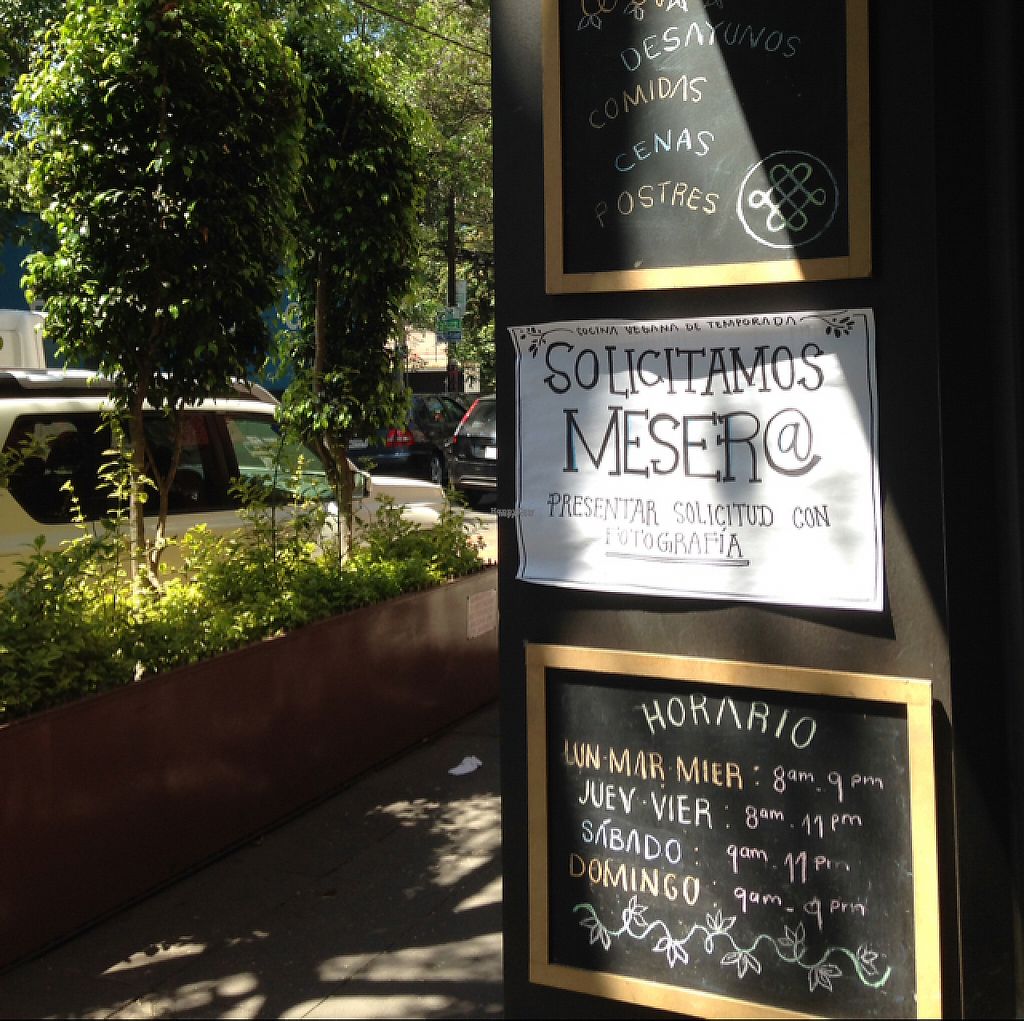 DESAYUNOS
COMIDAS
CENAS
POSTRES
COCINA VEGANA DE TEMPORADA
SOLICITAMOS
MESER@
PRESENTAR SOLICITUD CON
FOTOGRAFÍA
HORARIO
LUN·MAR·MIER : 8am - 9pm
JUEV·VIER : 8am - 11pm
SÁBADO : 9am - 11pm
DOMINGO : 9am - 9pm